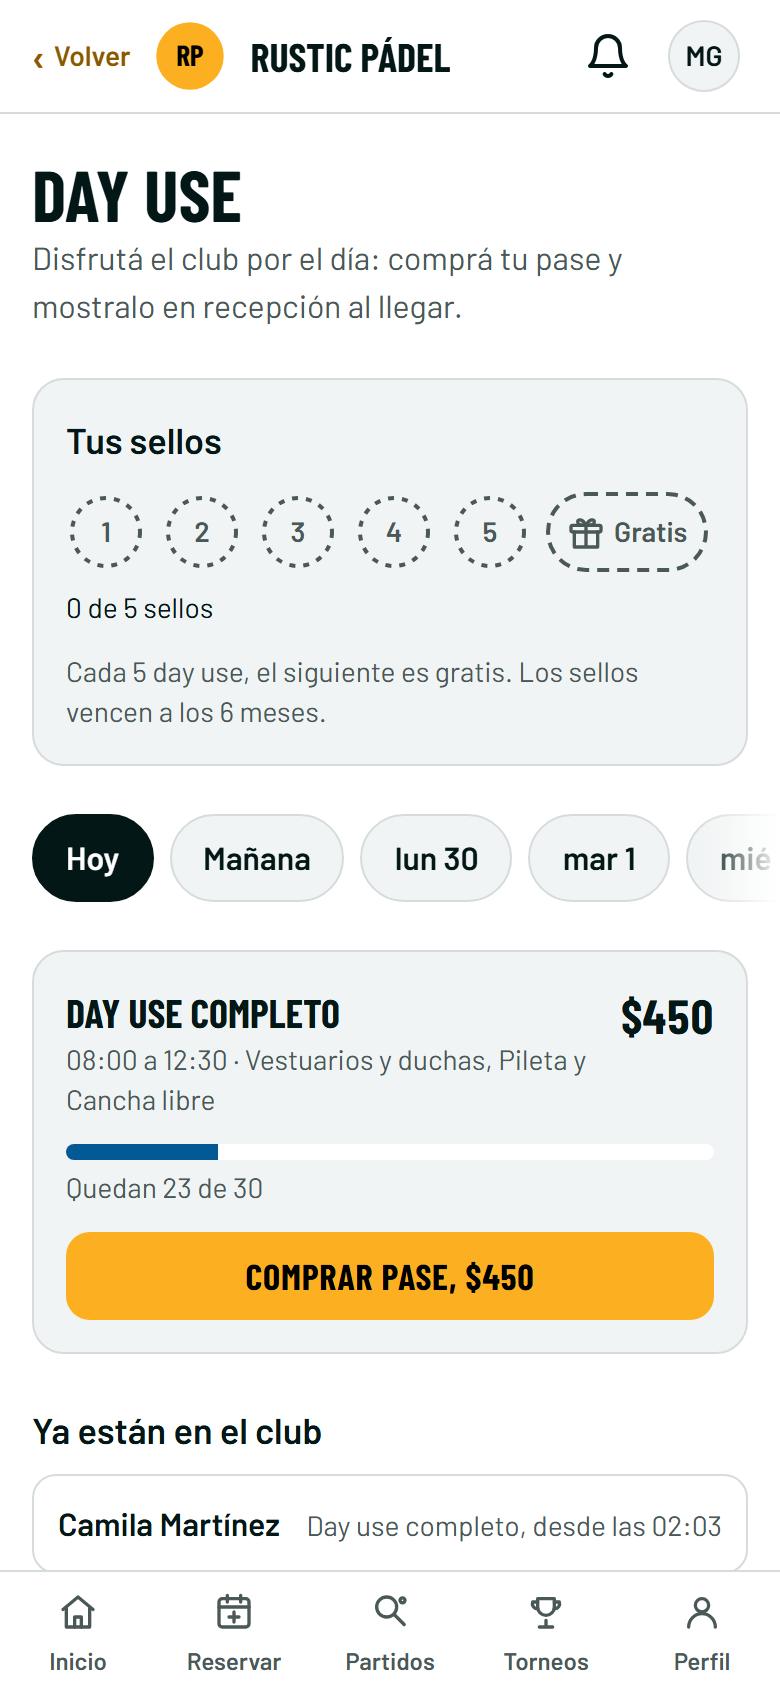 ‹ Volver RP RUSTIC PÁDEL MG
DAY USE
Disfrutá el club por el día: comprá tu pase y
mostralo en recepción al llegar.
Tus sellos
1 2 3 4 5 Gratis
0 de 5 sellos
Cada 5 day use, el siguiente es gratis. Los sellos
vencen a los 6 meses.
Hoy Mañana lun 30 mar 1 mié
DAY USE COMPLETO $450
08:00 a 12:30 · Vestuarios y duchas, Pileta y
Cancha libre
Quedan 23 de 30
COMPRAR PASE, $450
Ya están en el club
Camila Martínez Day use completo, desde las 02:03
Inicio Reservar Partidos Torneos Perfil